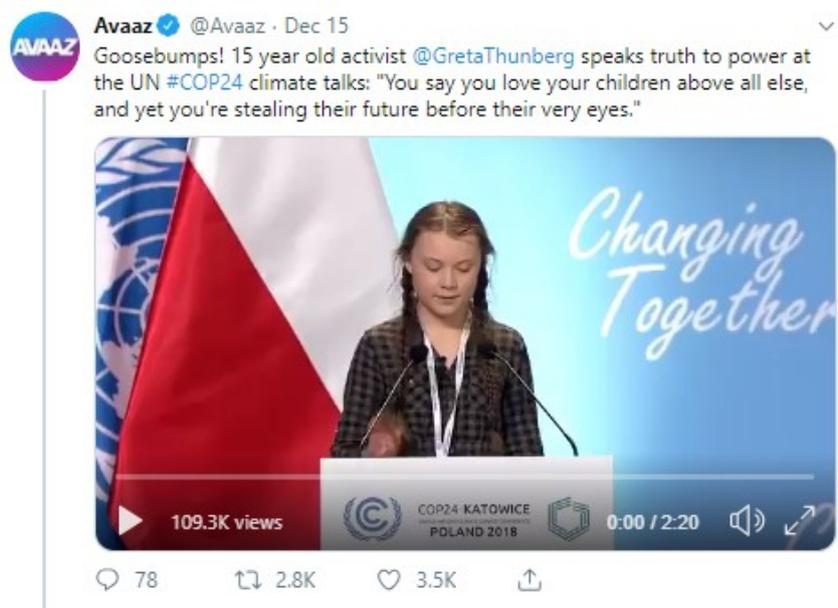 Avaaz @Avaaz · Dec 15
AVAAZ
Goosebumps! 15 year old activist @GretaThunberg speaks truth to power at
the UN #COP24 climate talks: "You say you love your children above all else,
and yet you're stealing their future before their very eyes."
Changing
Together
109.3K views
COP24·KATOWICE
POLAND 2018
0:00 / 2:20
78
2.8K
3.5K